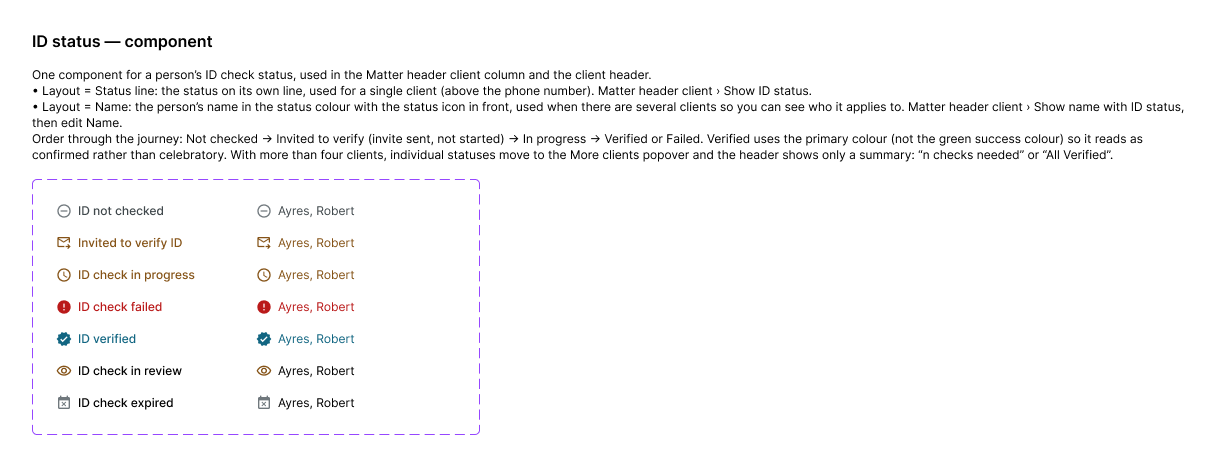 ID status — component
One component for a person’s ID check status, used in the Matter header client column and the client header.
• Layout = Status line: the status on its own line, used for a single client (above the phone number). Matter header client › Show ID status.
• Layout = Name: the person’s name in the status colour with the status icon in front, used when there are several clients so you can see who it applies to. Matter header client › Show name with ID status,
then edit Name.
Order through the journey: Not checked → Invited to verify (invite sent, not started) → In progress → Verified or Failed. Verified uses the primary colour (not the green success colour) so it reads as
confirmed rather than celebratory. With more than four clients, individual statuses move to the More clients popover and the header shows only a summary: “n checks needed” or “All Verified”.
ID not checked
Ayres, Robert
Invited to verify ID
Ayres, Robert
ID check in progress
Ayres, Robert
ID check failed
Ayres, Robert
ID verified
Ayres, Robert
ID check in review
Ayres, Robert
ID check expired
Ayres, Robert